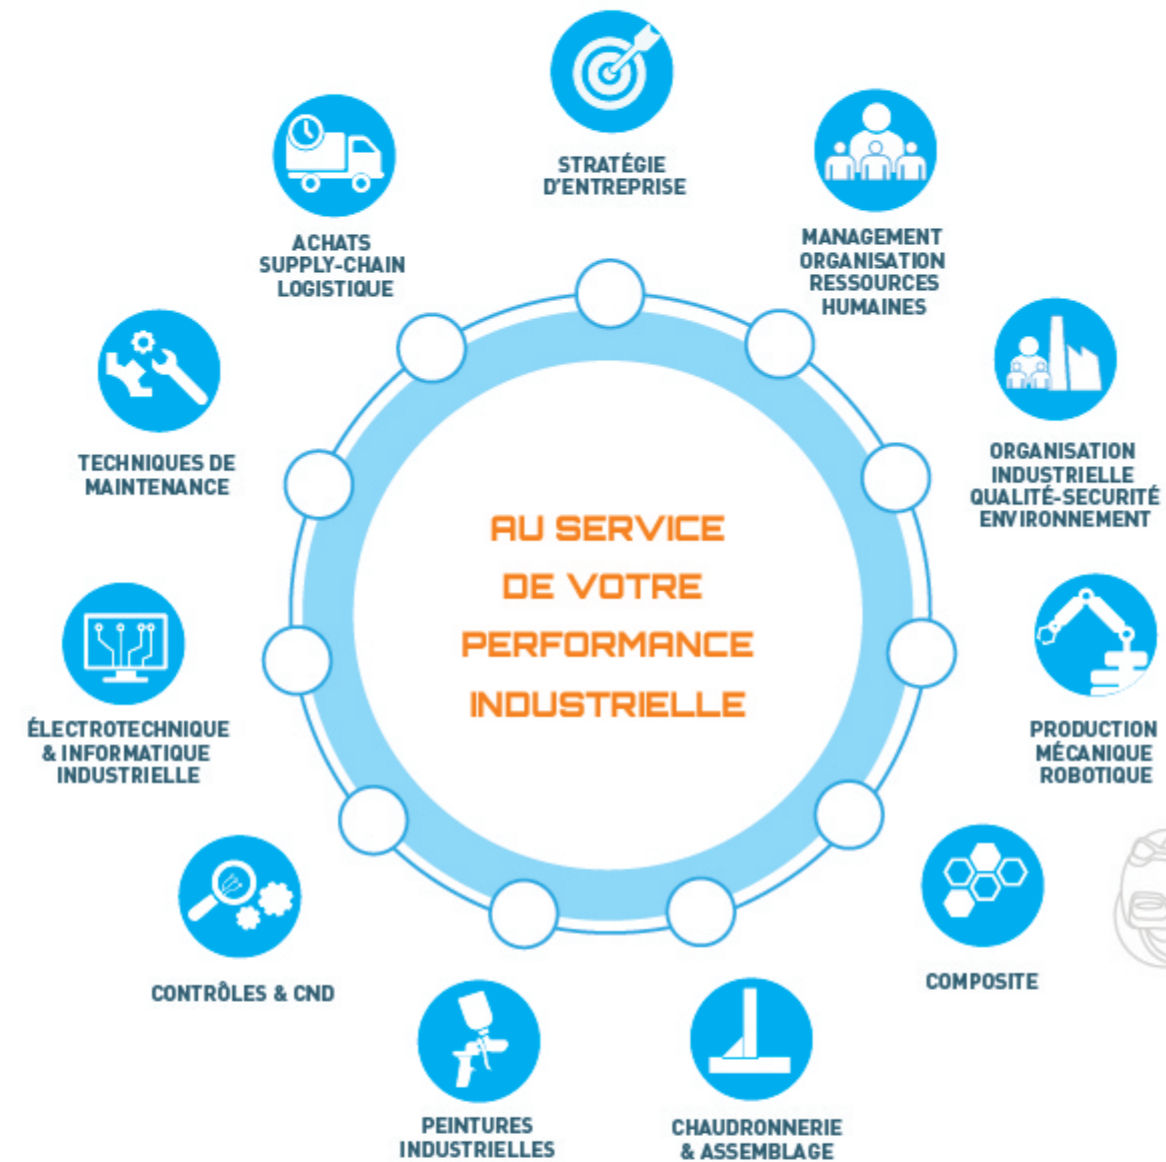 STRATÉGIE
D'ENTREPRISE
MANAGEMENT
ORGANISATION
RESSOURCES
HUMAINES
ORGANISATION
INDUSTRIELLE
QUALITÉ-SECURITÉ
ENVIRONNEMENT
PRODUCTION
MÉCANIQUE
ROBOTIQUE
COMPOSITE
CHAUDRONNERIE
& ASSEMBLAGE
PEINTURES
INDUSTRIELLES
CONTRÔLES & CND
ÉLECTROTECHNIQUE
& INFORMATIQUE
INDUSTRIELLE
TECHNIQUES DE
MAINTENANCE
ACHATS
SUPPLY-CHAIN
LOGISTIQUE
AU SERVICE
DE VOTRE
PERFORMANCE
INDUSTRIELLE